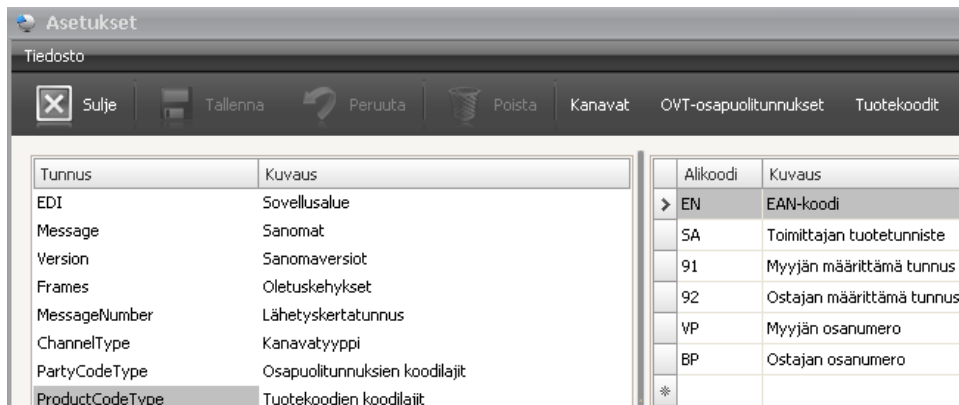 Asetukset
Tiedosto
Sulje Tallenna Peruuta Poista Kanavat OVT-osapuolitunnukset Tuotekoodit
Tunnus Kuvaus
EDI Sovellusalue
Message Sanomat
Version Sanomaversiot
Frames Oletuskehykset
MessageNumber Lähetyskertatunnus
ChannelType Kanavatyyppi
PartyCodeType Osapuolitunnuksien koodilajit
ProductCodeType Tuotekoodien koodilajit
Alikoodi Kuvaus
EN EAN-koodi
SA Toimittajan tuotetunniste
91 Myyjän määrittämä tunnus
92 Ostajan määrittämä tunnus
VP Myyjän osanumero
BP Ostajan osanumero